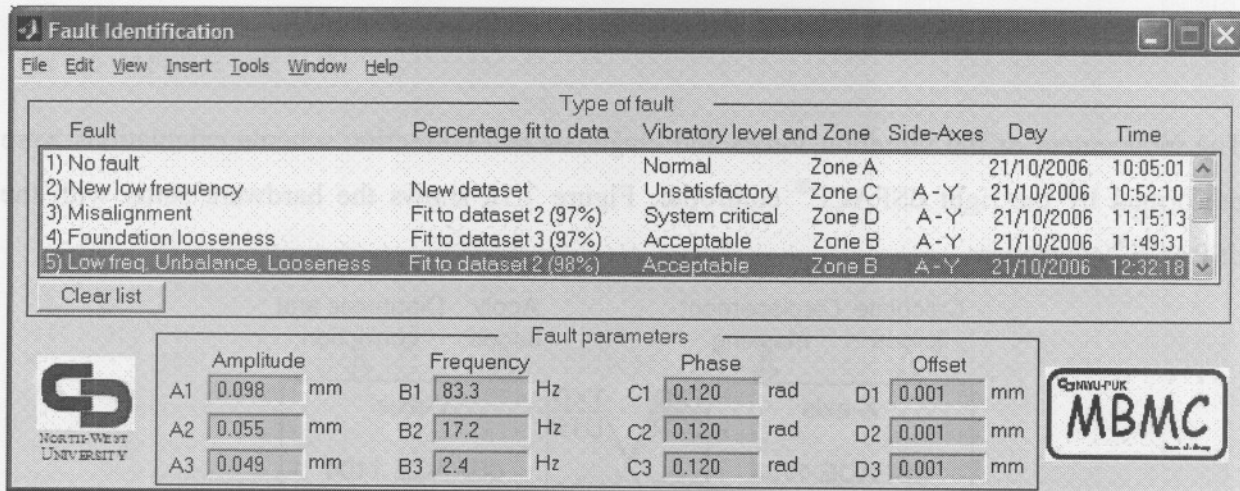 Fault Identification
File Edit View Insert Tools Window Help
Type of fault
Fault Percentage fit to data Vibratory level and Zone Side-Axes Day Time
1) No fault Normal Zone A 21/10/2006 10:05:01
2) New low frequency New dataset Unsatisfactory Zone C A - Y 21/10/2006 10:52:10
3) Misalignment Fit to dataset 2 (97%) System critical Zone D A - Y 21/10/2006 11:15:13
4) Foundation looseness Fit to dataset 3 (97%) Acceptable Zone B A - Y 21/10/2006 11:49:31
5) Low freq, Unbalance, Looseness Fit to dataset 2 (98%) Acceptable Zone B A - Y 21/10/2006 12:32:18
Clear list
Fault parameters
Amplitude Frequency Phase Offset
A1 0.098 mm B1 83.3 Hz C1 0.120 rad D1 0.001 mm
A2 0.055 mm B2 17.2 Hz C2 0.120 rad D2 0.001 mm
A3 0.049 mm B3 2.4 Hz C3 0.120 rad D3 0.001 mm
NORTH-WEST
UNIVERSITY
NWU-PUK
MBMC